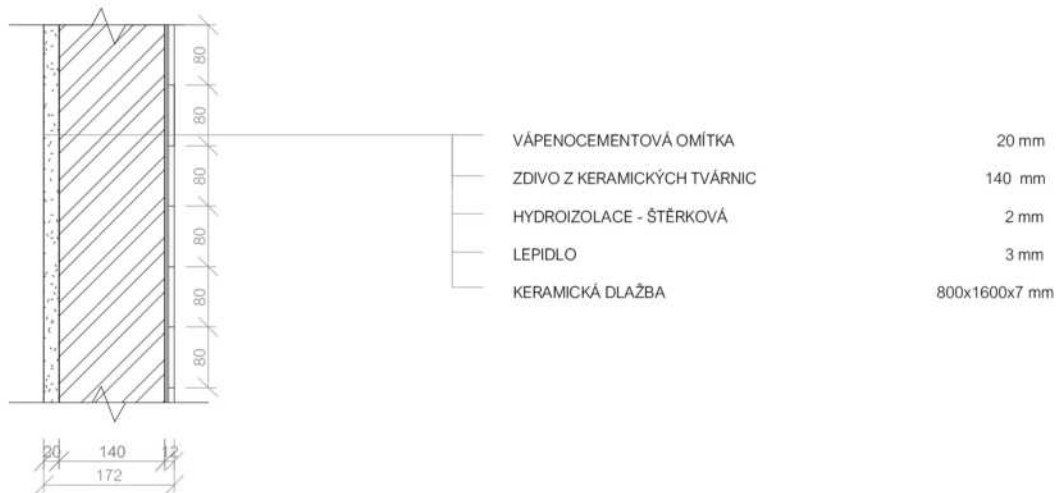 80
80
VÁPENOCEMENTOVÁ OMÍTKA 20 mm
80
ZDIVO Z KERAMICKÝCH TVÁRNIC 140 mm
80
HYDROIZOLACE - ŠTĚRKOVÁ 2 mm
80
LEPIDLO 3 mm
KERAMICKÁ DLAŽBA 800x1600x7 mm
80
20 140 12
172